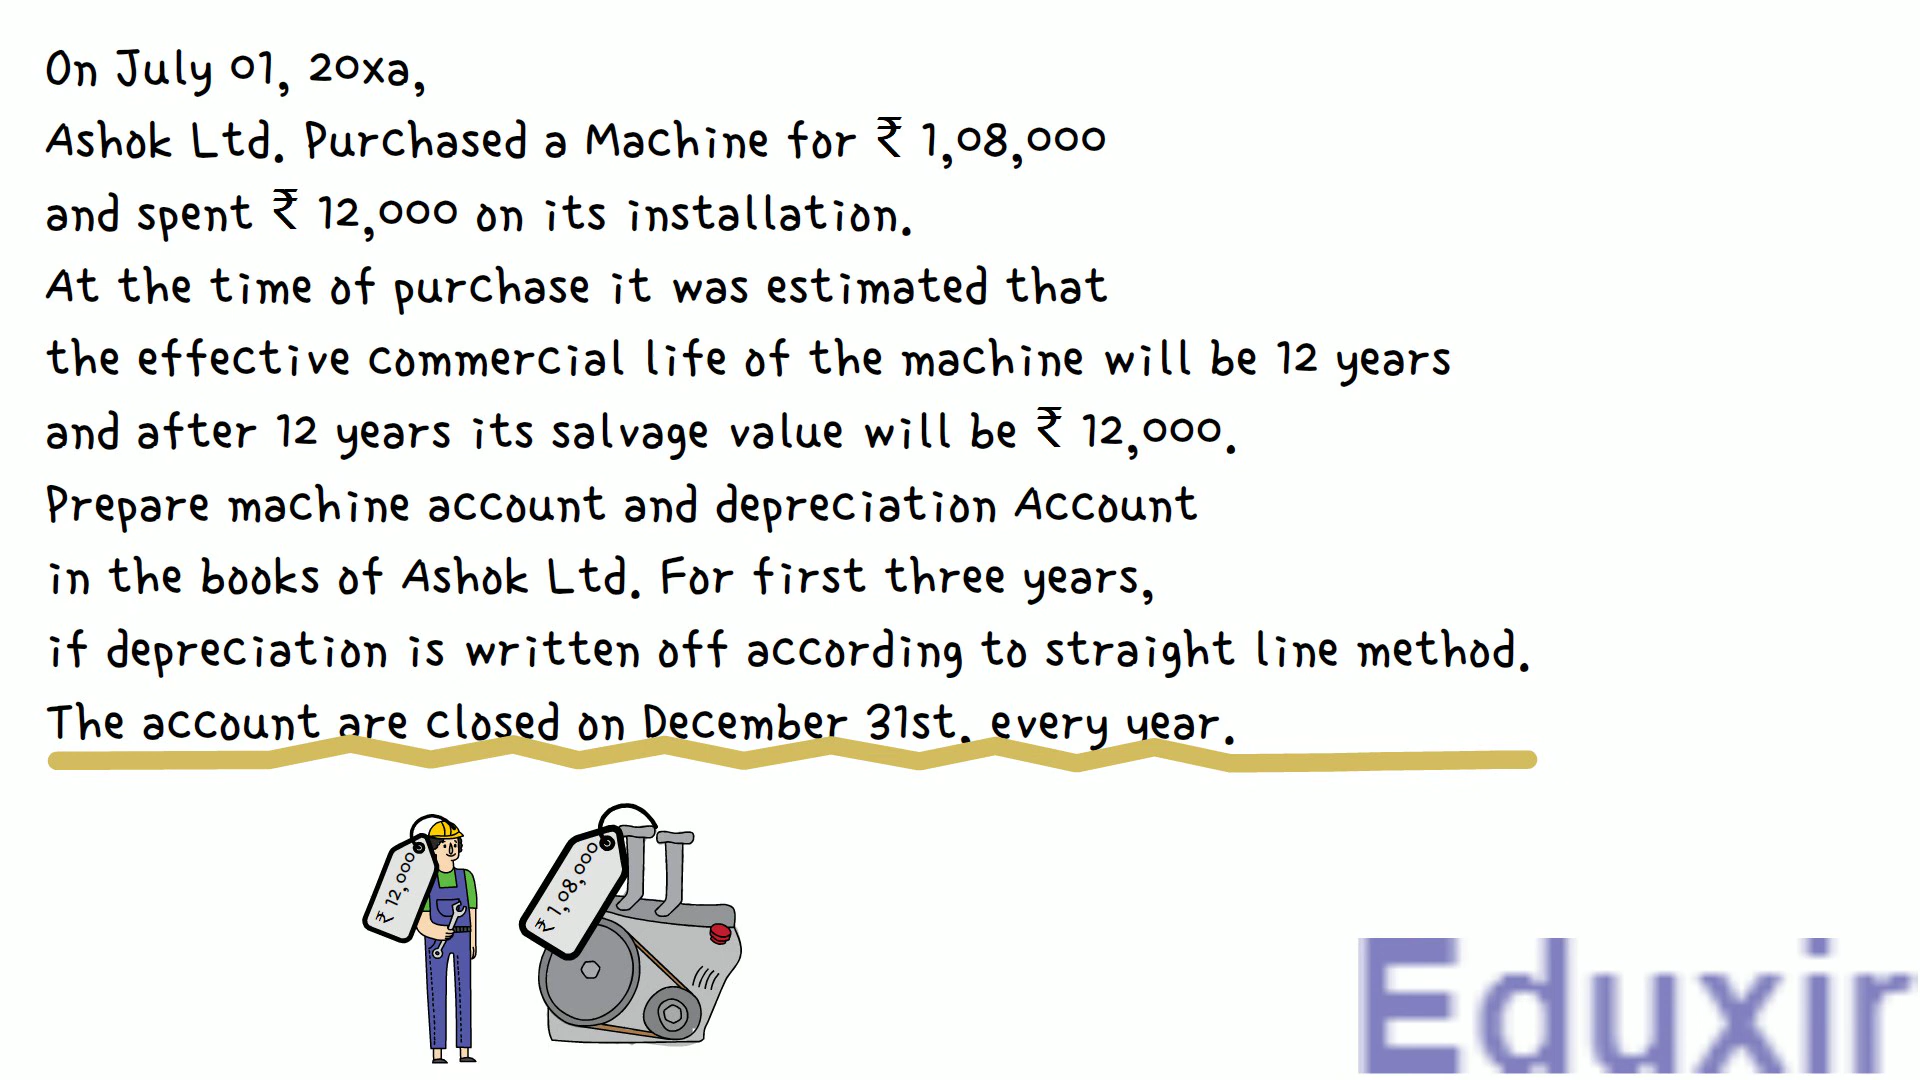 On July 01, 20xa,
Ashok Ltd. Purchased a Machine for ₹ 1,08,000
and spent ₹ 12,000 on its installation.
At the time of purchase it was estimated that
the effective commercial life of the machine will be 12 years
and after 12 years its salvage value will be ₹ 12,000.
Prepare machine account and depreciation Account
in the books of Ashok Ltd. For first three years,
if depreciation is written off according to straight line method.
The account are closed on December 31st. every year.
₹ 12,000
₹ 1,08,000
Eduxir